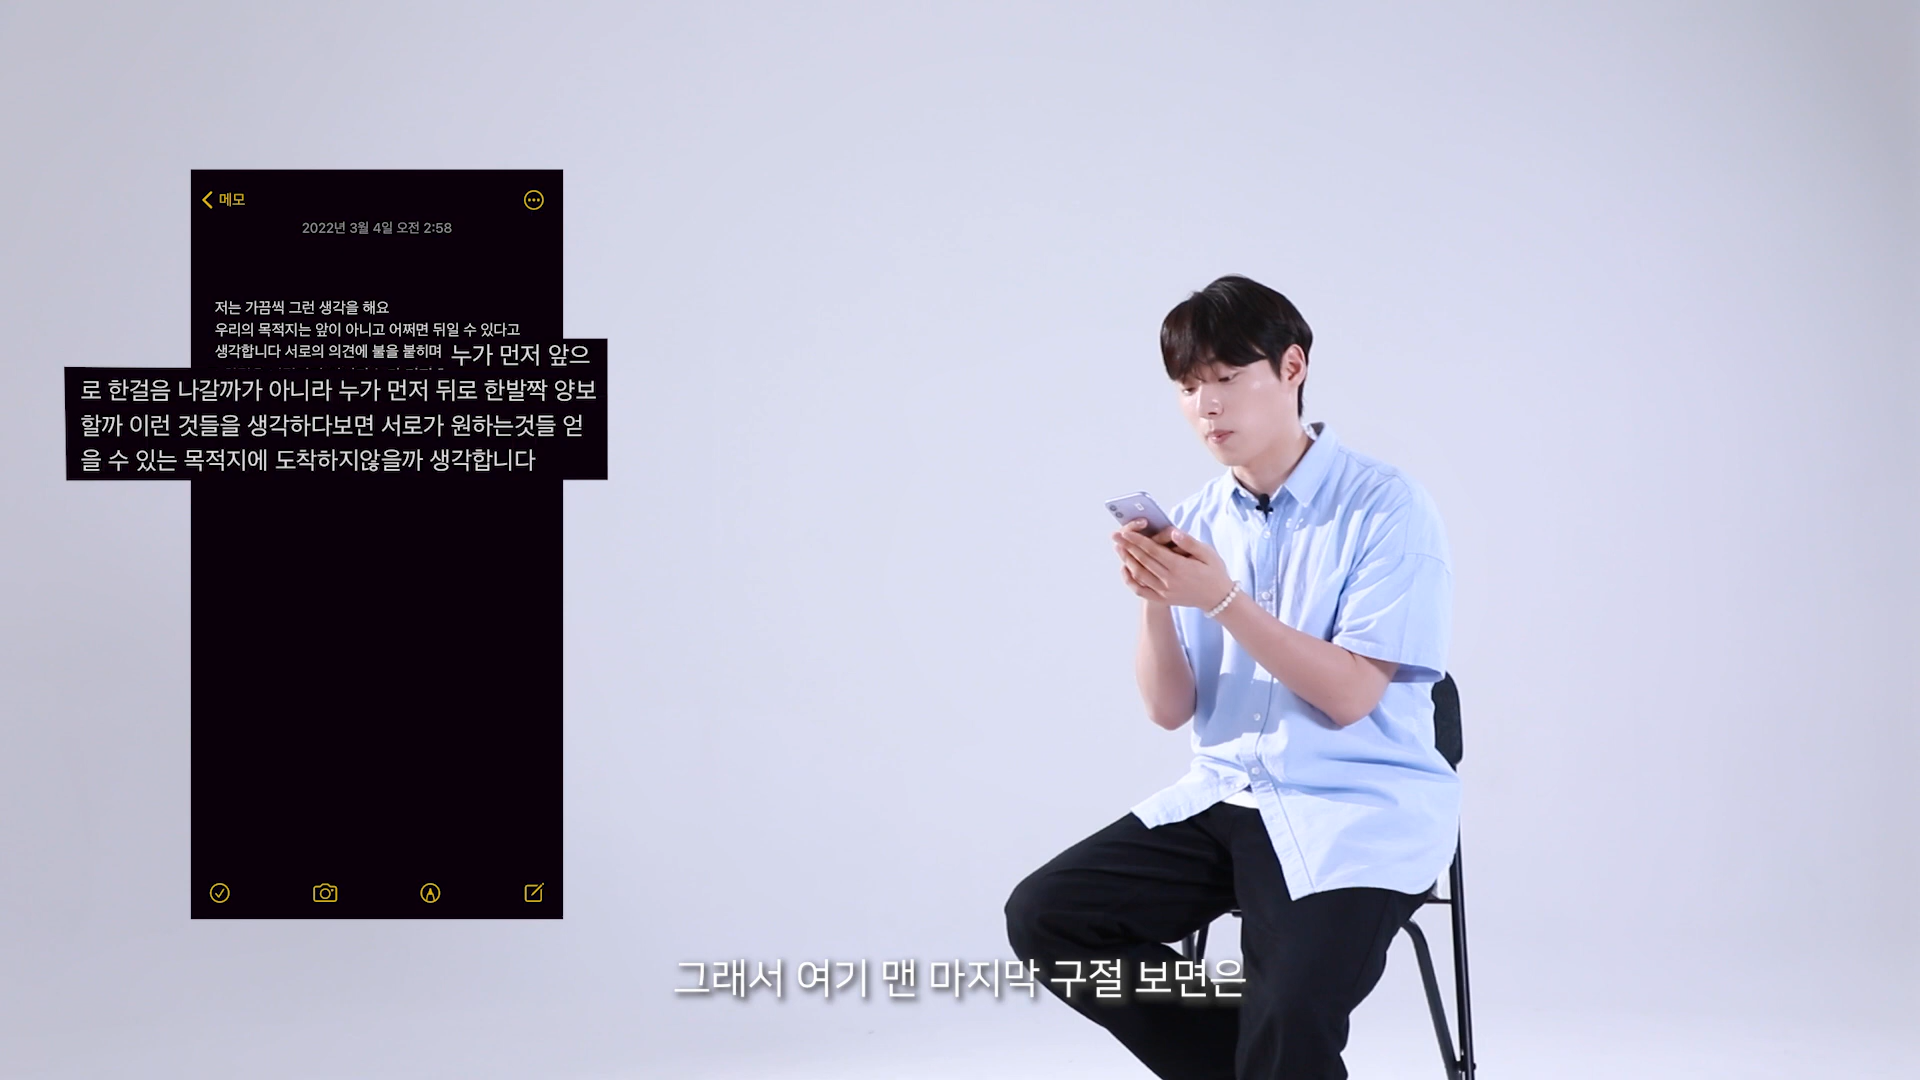 메모
2022년 3월 4일 오전 2:58
저는 가끔씩 그런 생각을 해요
우리의 목적지는 앞이 아니고 어쩌면 뒤일 수 있다고
생각합니다 서로의 의견에 불을 붙히며 누가 먼저 앞으
로 한걸음 나갈까가 아니라 누가 먼저 뒤로 한발짝 양보
할까 이런 것들을 생각하다보면 서로가 원하는것들 얻
을 수 있는 목적지에 도착하지않을까 생각합니다
그래서 여기 맨 마지막 구절 보면은